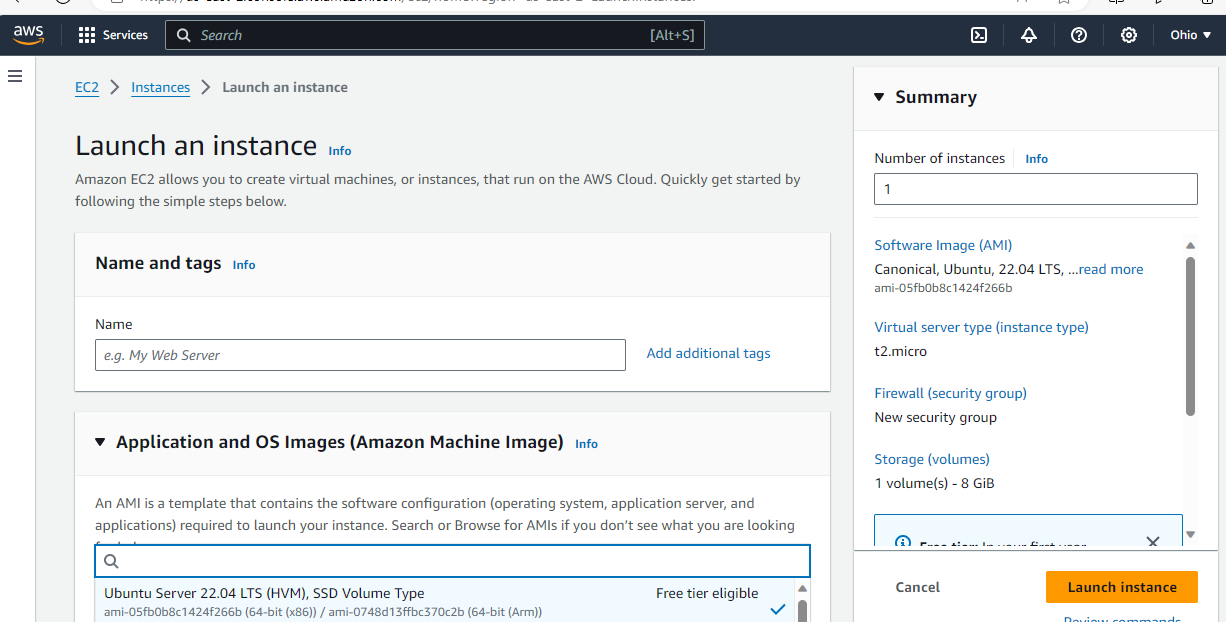 aws
Services
Search
[Alt+S]
Ohio
EC2
Instances
Launch an instance
Launch an instance
Info
Amazon EC2 allows you to create virtual machines, or instances, that run on the AWS Cloud. Quickly get started by
following the simple steps below.
Name and tags
Info
Name
e.g. My Web Server
Add additional tags
Application and OS Images (Amazon Machine Image)
Info
An AMI is a template that contains the software configuration (operating system, application server, and
applications) required to launch your instance. Search or Browse for AMIs if you don't see what you are looking
Ubuntu Server 22.04 LTS (HVM), SSD Volume Type
Free tier eligible
ami-05fb0b8c1424f266b (64-bit (x86)) / ami-0748d13ffbc370c2b (64-bit (Arm))
Summary
Number of instances
Info
1
Software Image (AMI)
Canonical, Ubuntu, 22.04 LTS, ...read more
ami-05fb0b8c1424f266b
Virtual server type (instance type)
t2.micro
Firewall (security group)
New security group
Storage (volumes)
1 volume(s) - 8 GiB
Free tier: In your first year
Cancel
Launch instance
Review commands